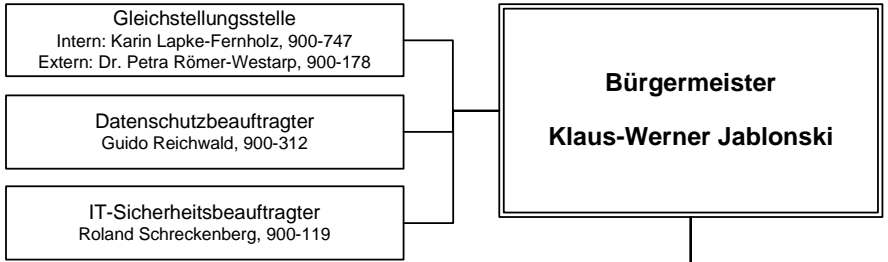 Gleichstellungsstelle
Intern: Karin Lapke-Fernholz, 900-747
Extern: Dr. Petra Römer-Westarp, 900-178
Datenschutzbeauftragter
Guido Reichwald, 900-312
IT-Sicherheitsbeauftragter
Roland Schreckenberg, 900-119
Bürgermeister
Klaus-Werner Jablonski